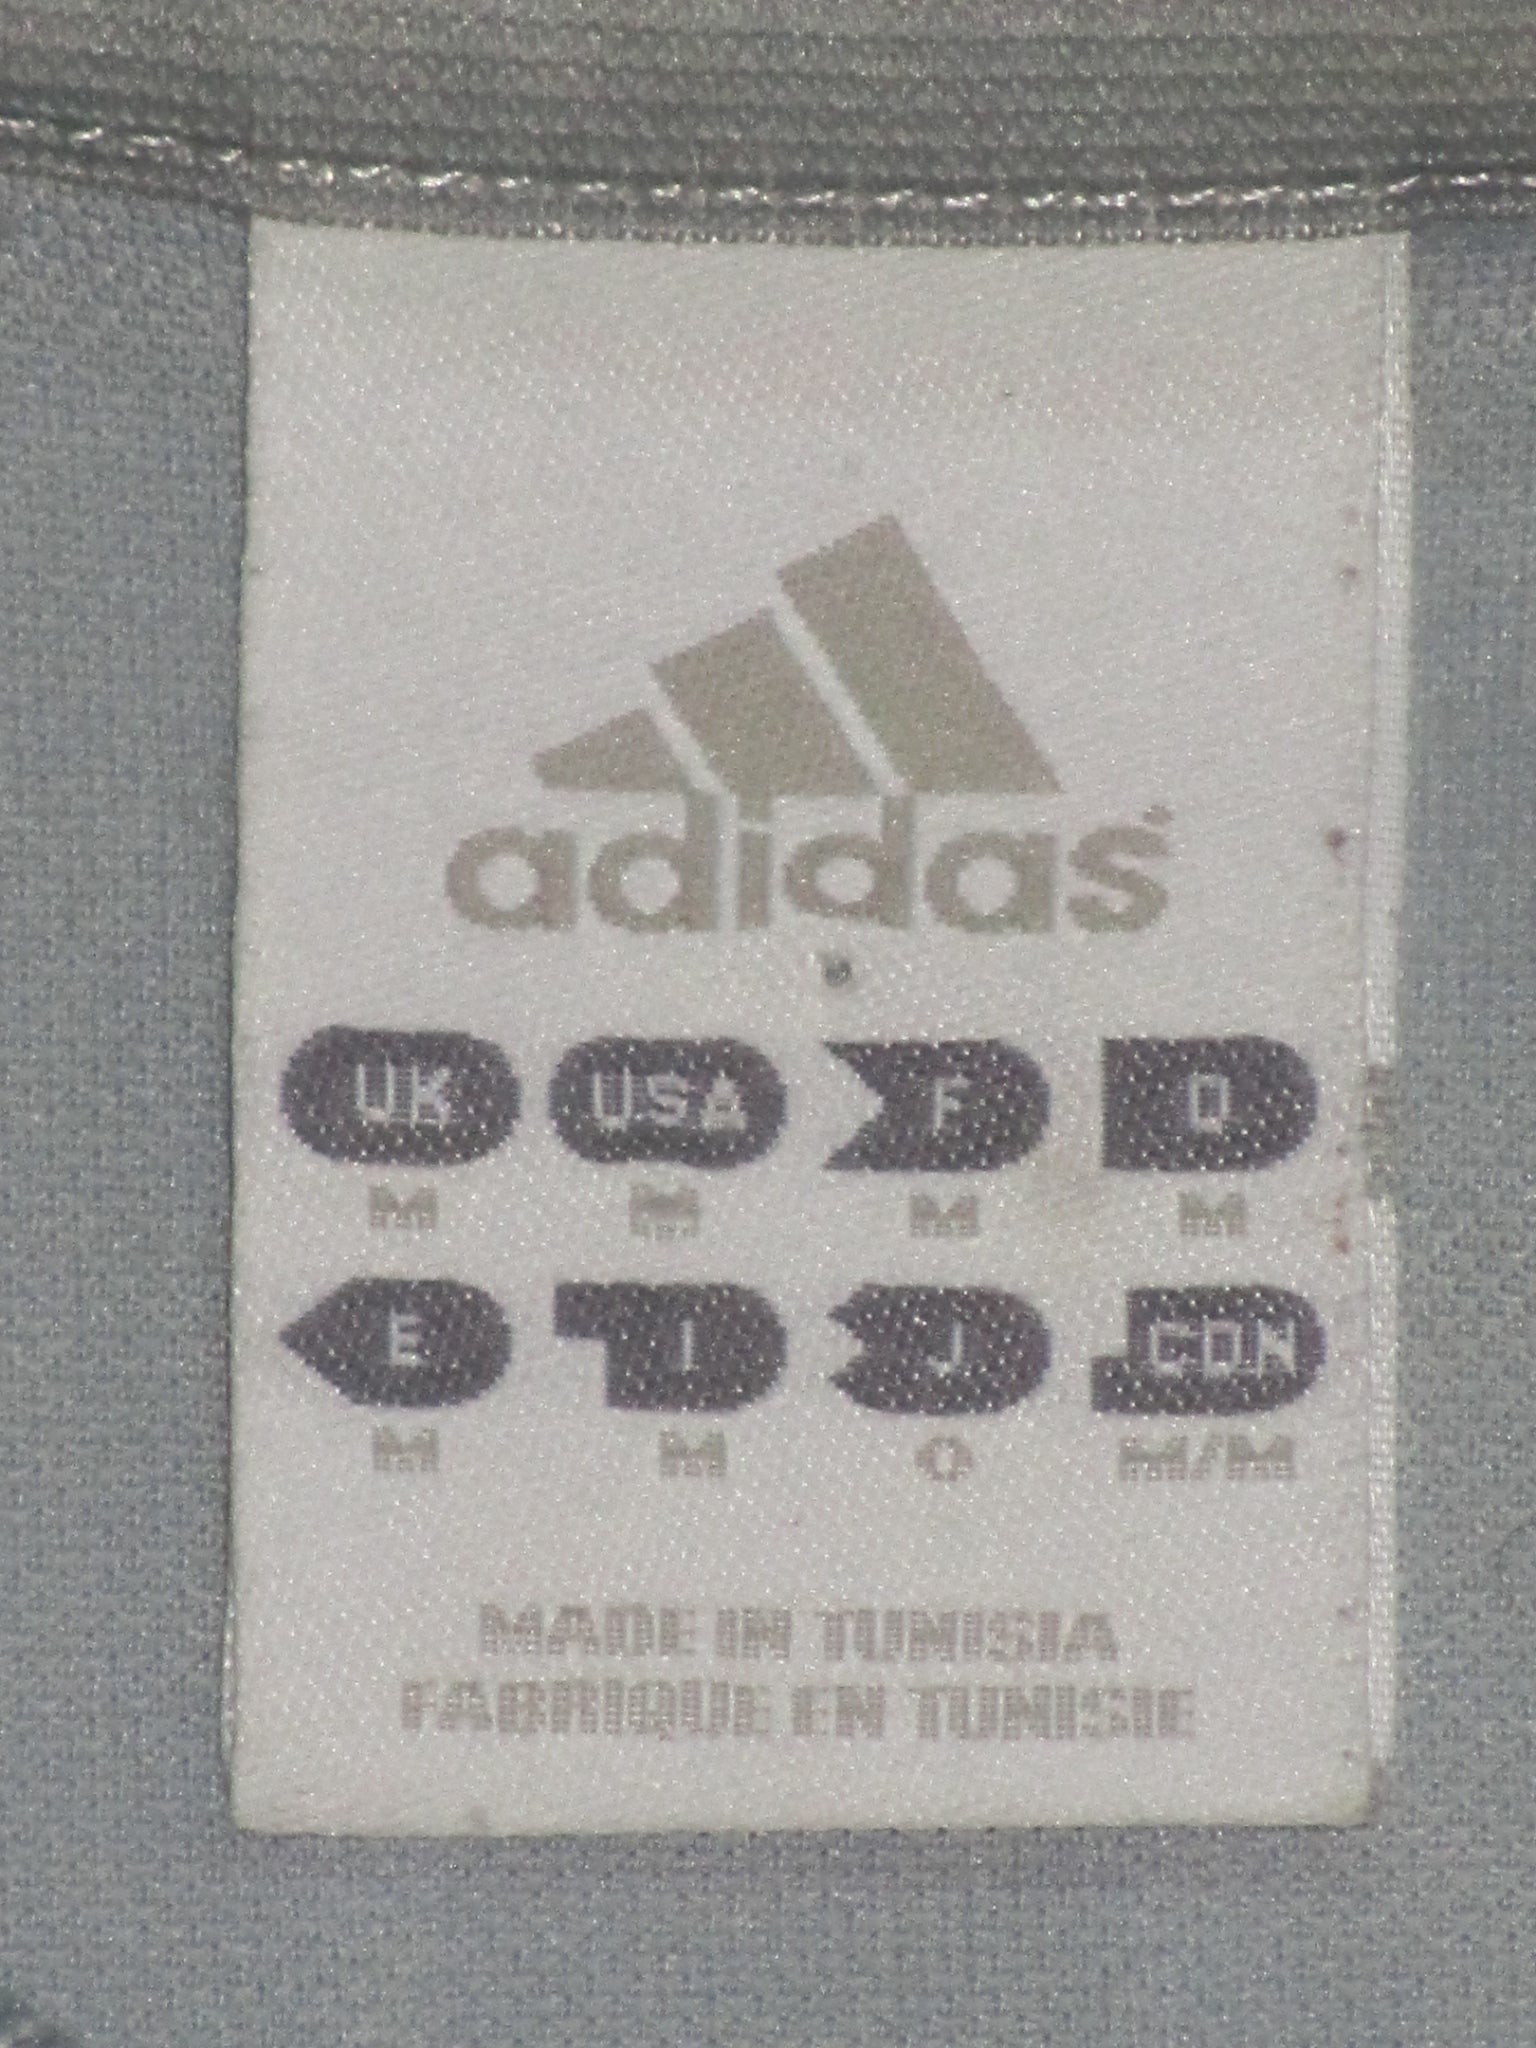 adidas
UK USA F D
M M M M
E I J CDN
M M O M/M
MADE IN TUNISIA
FABRIQUE EN TUNISIE